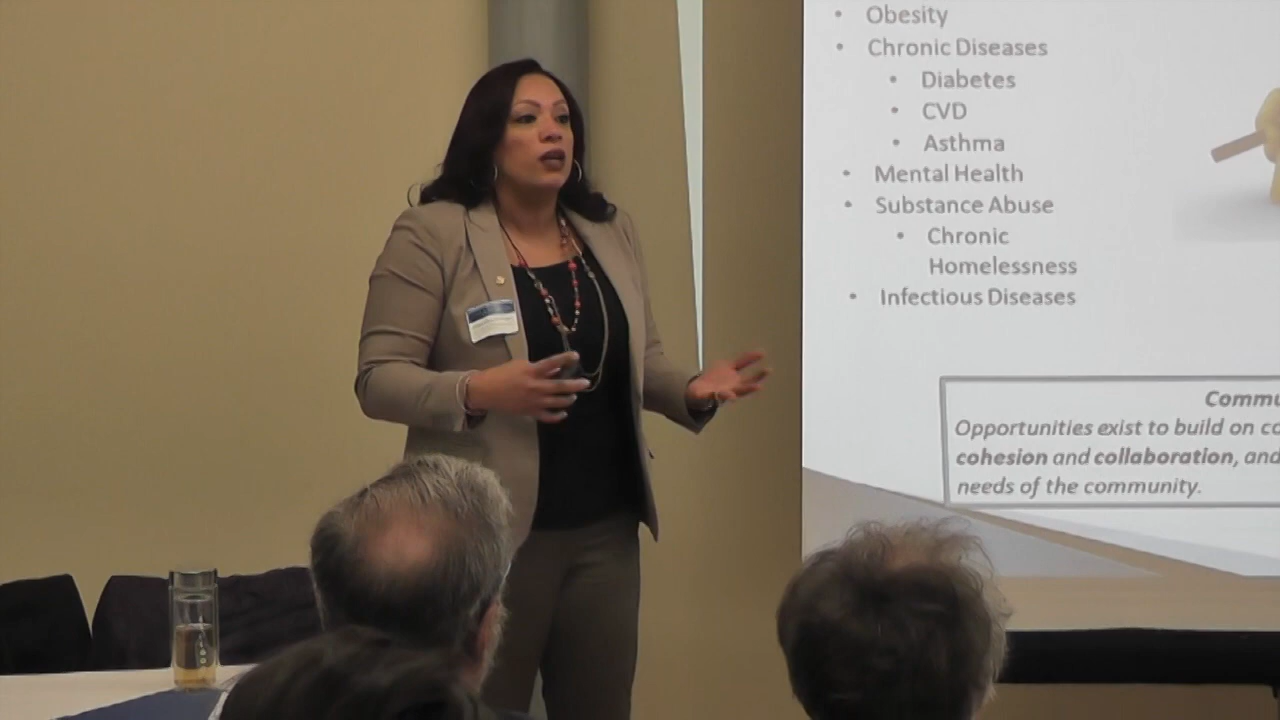 • Obesity
• Chronic Diseases
• Diabetes
• CVD
• Asthma
• Mental Health
• Substance Abuse
• Chronic
Homelessness
• Infectious Diseases
Commu
Opportunities exist to build on co
cohesion and collaboration, and
needs of the community.